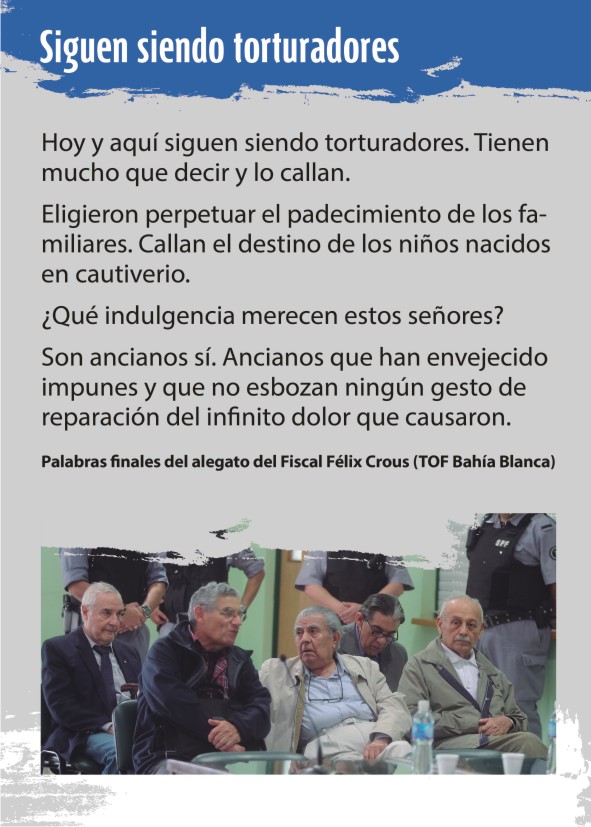 Siguen siendo torturadores
Hoy y aquí siguen siendo torturadores. Tienen
mucho que decir y lo callan.
Eligieron perpetuar el padecimiento de los fa-
miliares. Callan el destino de los niños nacidos
en cautiverio.
¿Qué indulgencia merecen estos señores?
Son ancianos sí. Ancianos que han envejecido
impunes y que no esbozan ningún gesto de
reparación del infinito dolor que causaron.
Palabras finales del alegato del Fiscal Félix Crous (TOF Bahía Blanca)